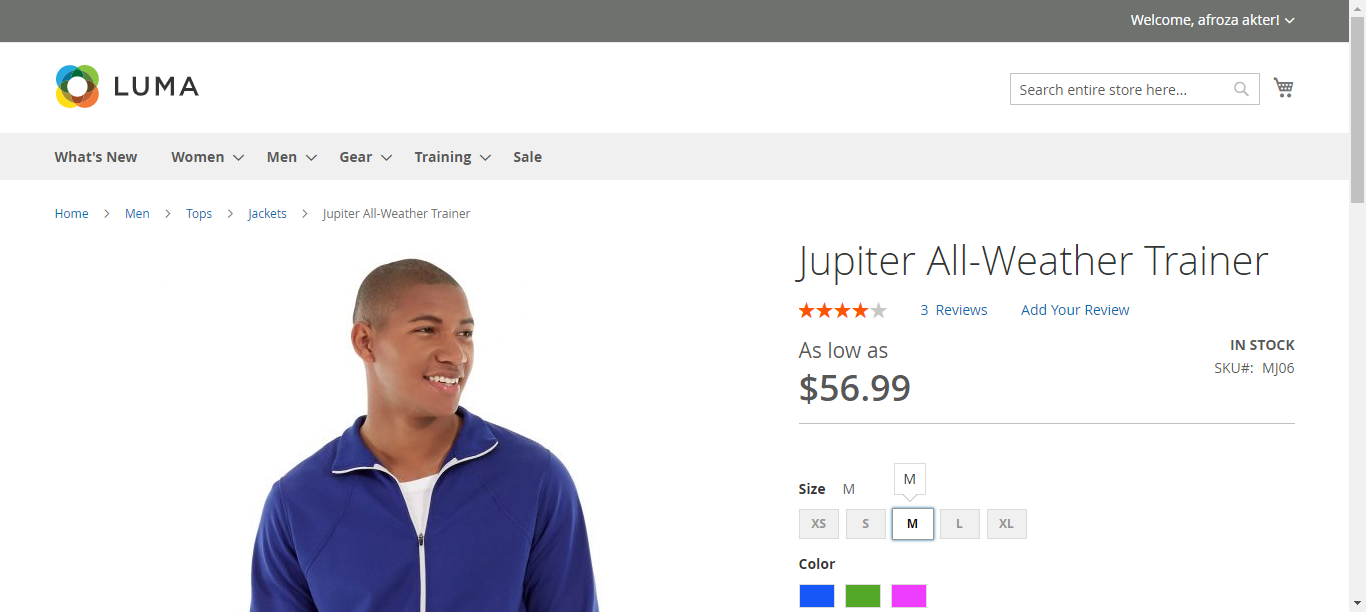 Welcome, afroza akter!
LUMA
Search entire store here...
What's New Women Men Gear Training Sale
Home Men Tops Jackets Jupiter All-Weather Trainer
Jupiter All-Weather Trainer
3 Reviews Add Your Review
As low as
IN STOCK
$56.99
SKU#: MJ06
M
Size M
XS S M L XL
Color